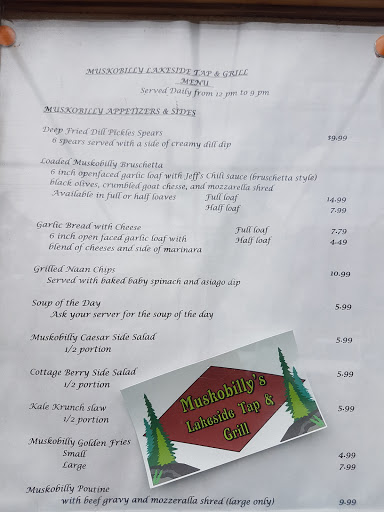 MUSKOBILLY LAKESIDE TAP & GRILL
MENU
Served Daily from 12 pm to 9 pm
MUSKOBILLY APPETIZERS & SIDES
Deep Fried Dill Pickles Spears
6 spears served with a side of creamy dill dip 19.99
Loaded Muskobilly Bruschetta
6 inch openfaced garlic loaf with Jeff's Chili sauce (bruschetta style)
black olives, crumbled goat chesse, and mozzarella shred
Available in full or half loaves Full loaf 14.99
Half loaf 7.99
Garlic Bread with Cheese Full loaf 7.79
6 inch open faced garlic loaf with Half loaf 4.49
blend of cheeses and side of marinara
Grilled Naan Chips 10.99
Served with baked baby spinach and asiago dip
Soup of the Day 5.99
Ask your server for the soup of the day
Muskobilly Caesar Side Salad 5.99
1/2 portion
Cottage Berry Side Salad 5.99
1/2 portion
Kale Krunch slaw 5.99
1/2 portion
Muskobilly Golden Fries
Small 4.99
Large 7.99
Muskobilly Poutine
with beef gravy and mozzeralla shred (large only) 9.99
Muskobilly's
Lakeside Tap &
Grill